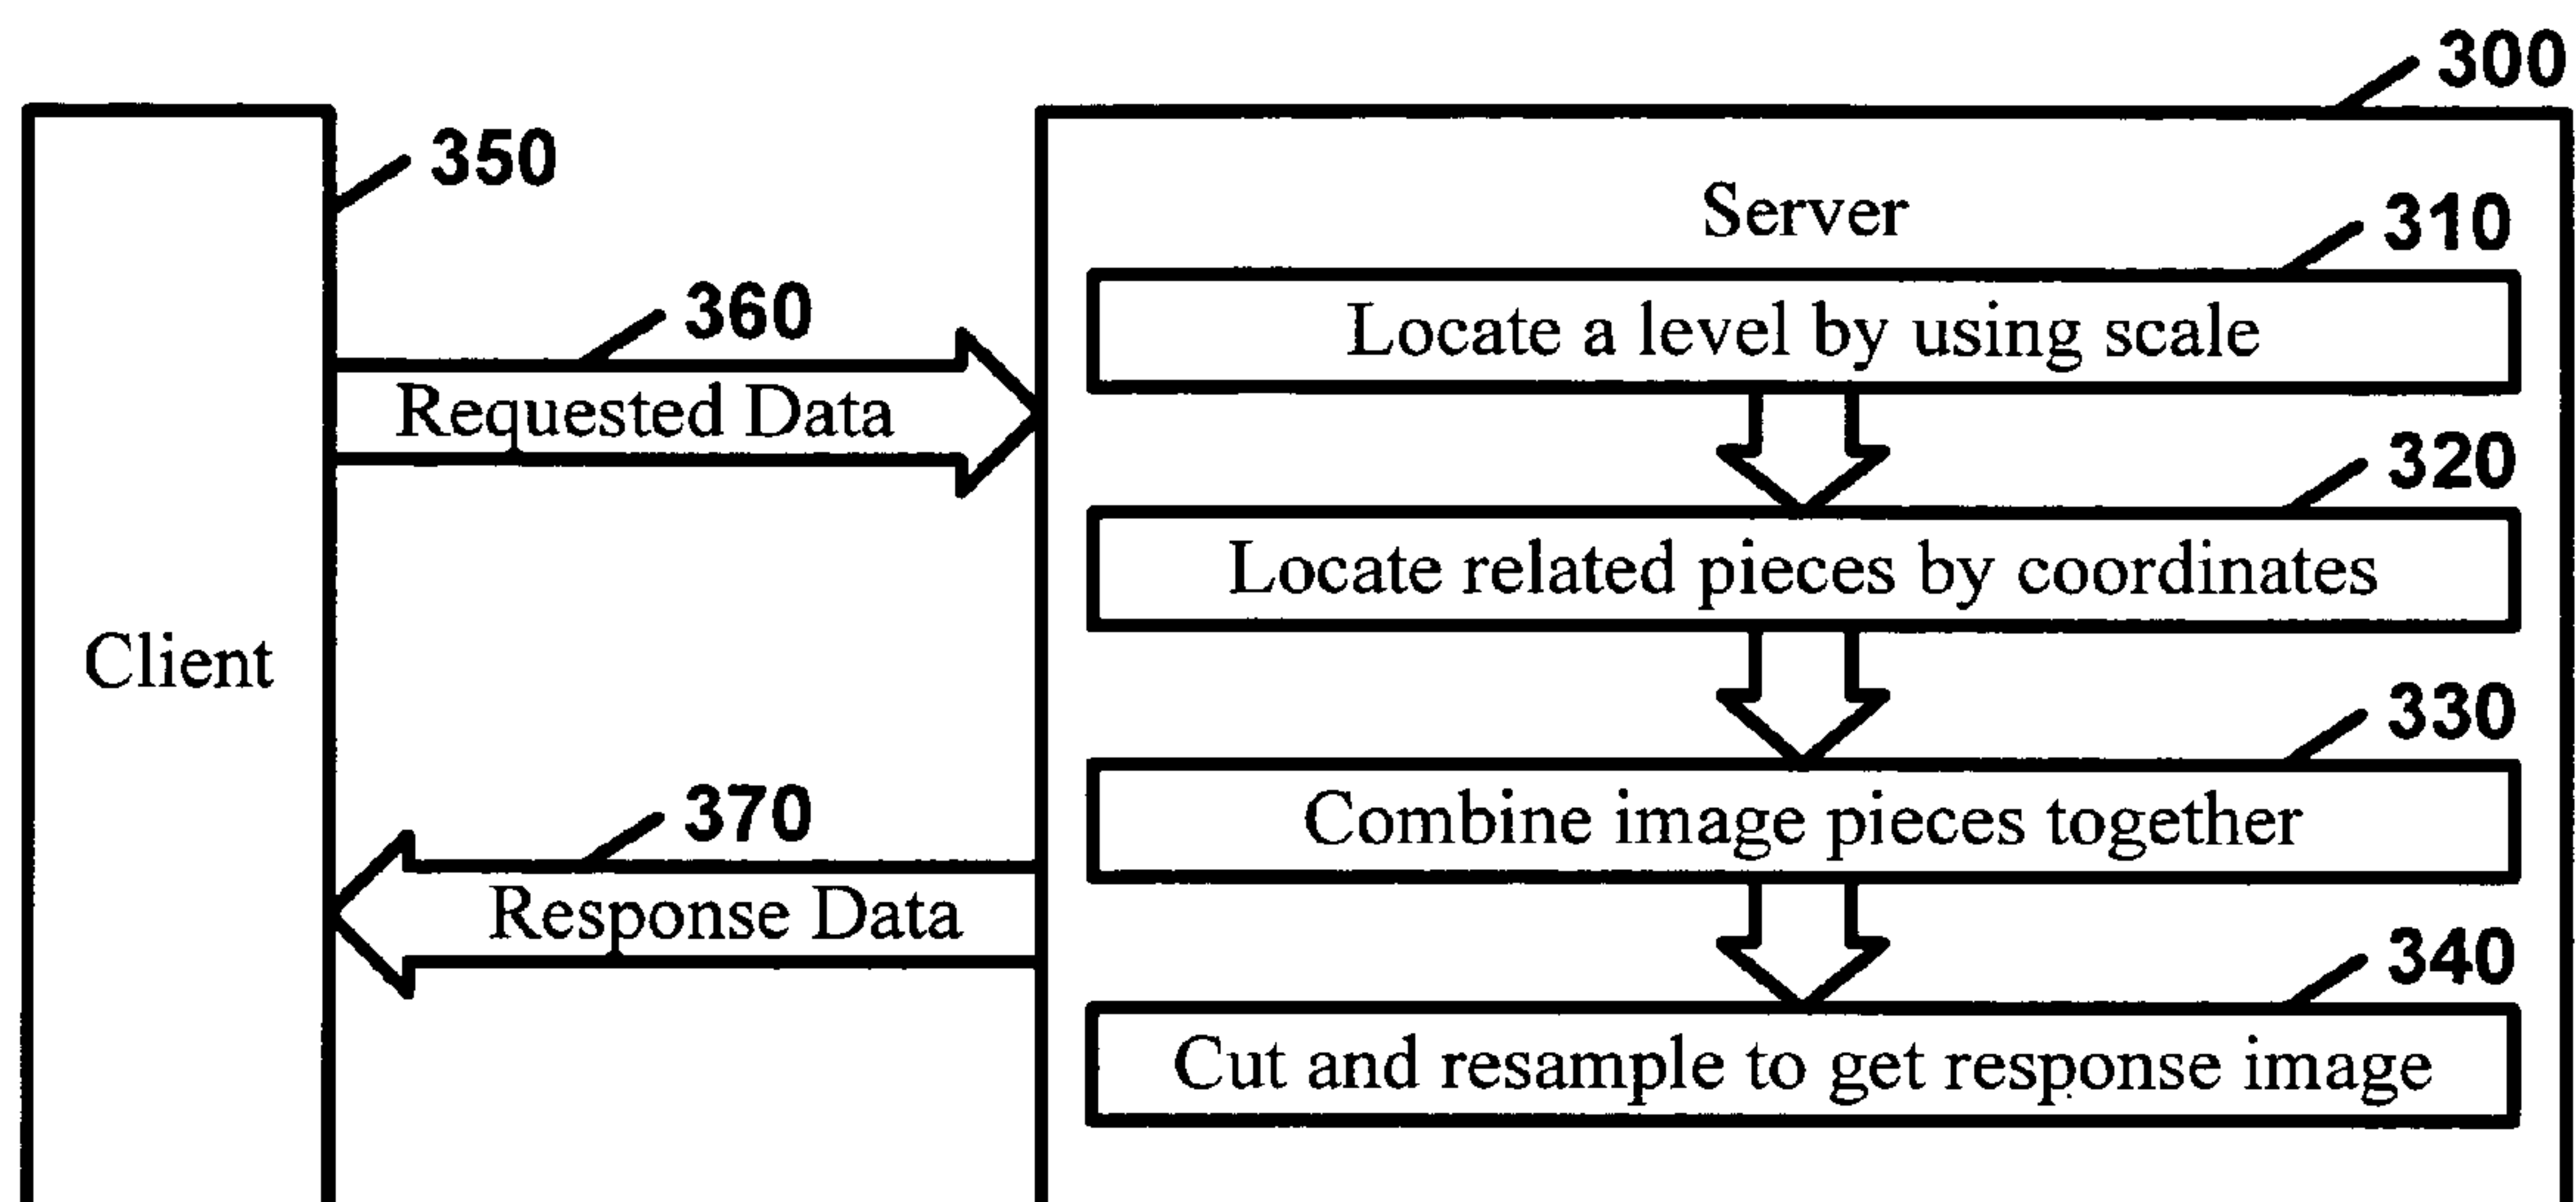 300
350
Server
310
360
Locate a level by using scale
Requested Data
320
Locate related pieces by coordinates
Client
330
370
Combine image pieces together
Response Data
340
Cut and resample to get response image